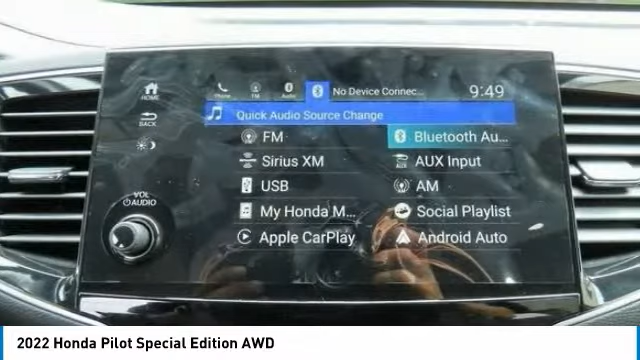 HOME
Phone FM Audio No Device Connec... 9:49
Quick Audio Source Change
BACK
FM Bluetooth Au...
Sirius XM AUX Input
USB AM
VOL
AUDIO
My Honda M... Social Playlist
Apple CarPlay Android Auto
2022 Honda Pilot Special Edition AWD